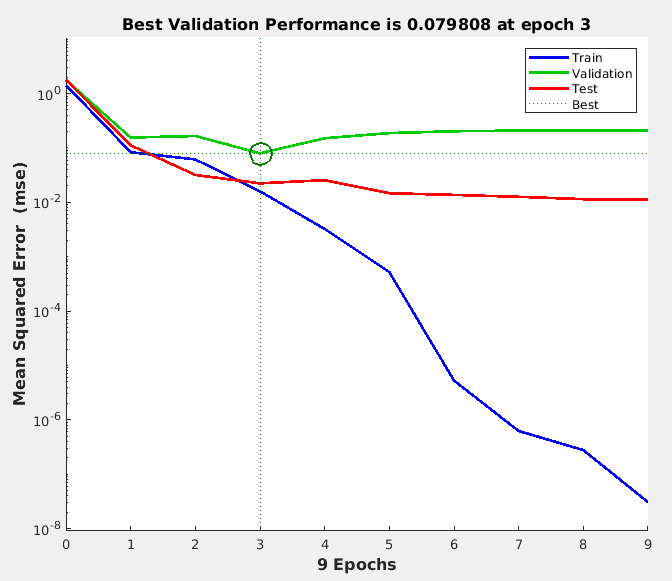 Best Validation Performance is 0.079808 at epoch 3
Train
Validation
Test
Best
Mean Squared Error (mse)
10^0
10^-2
10^-4
10^-6
10^-8
0 1 2 3 4 5 6 7 8 9
9 Epochs